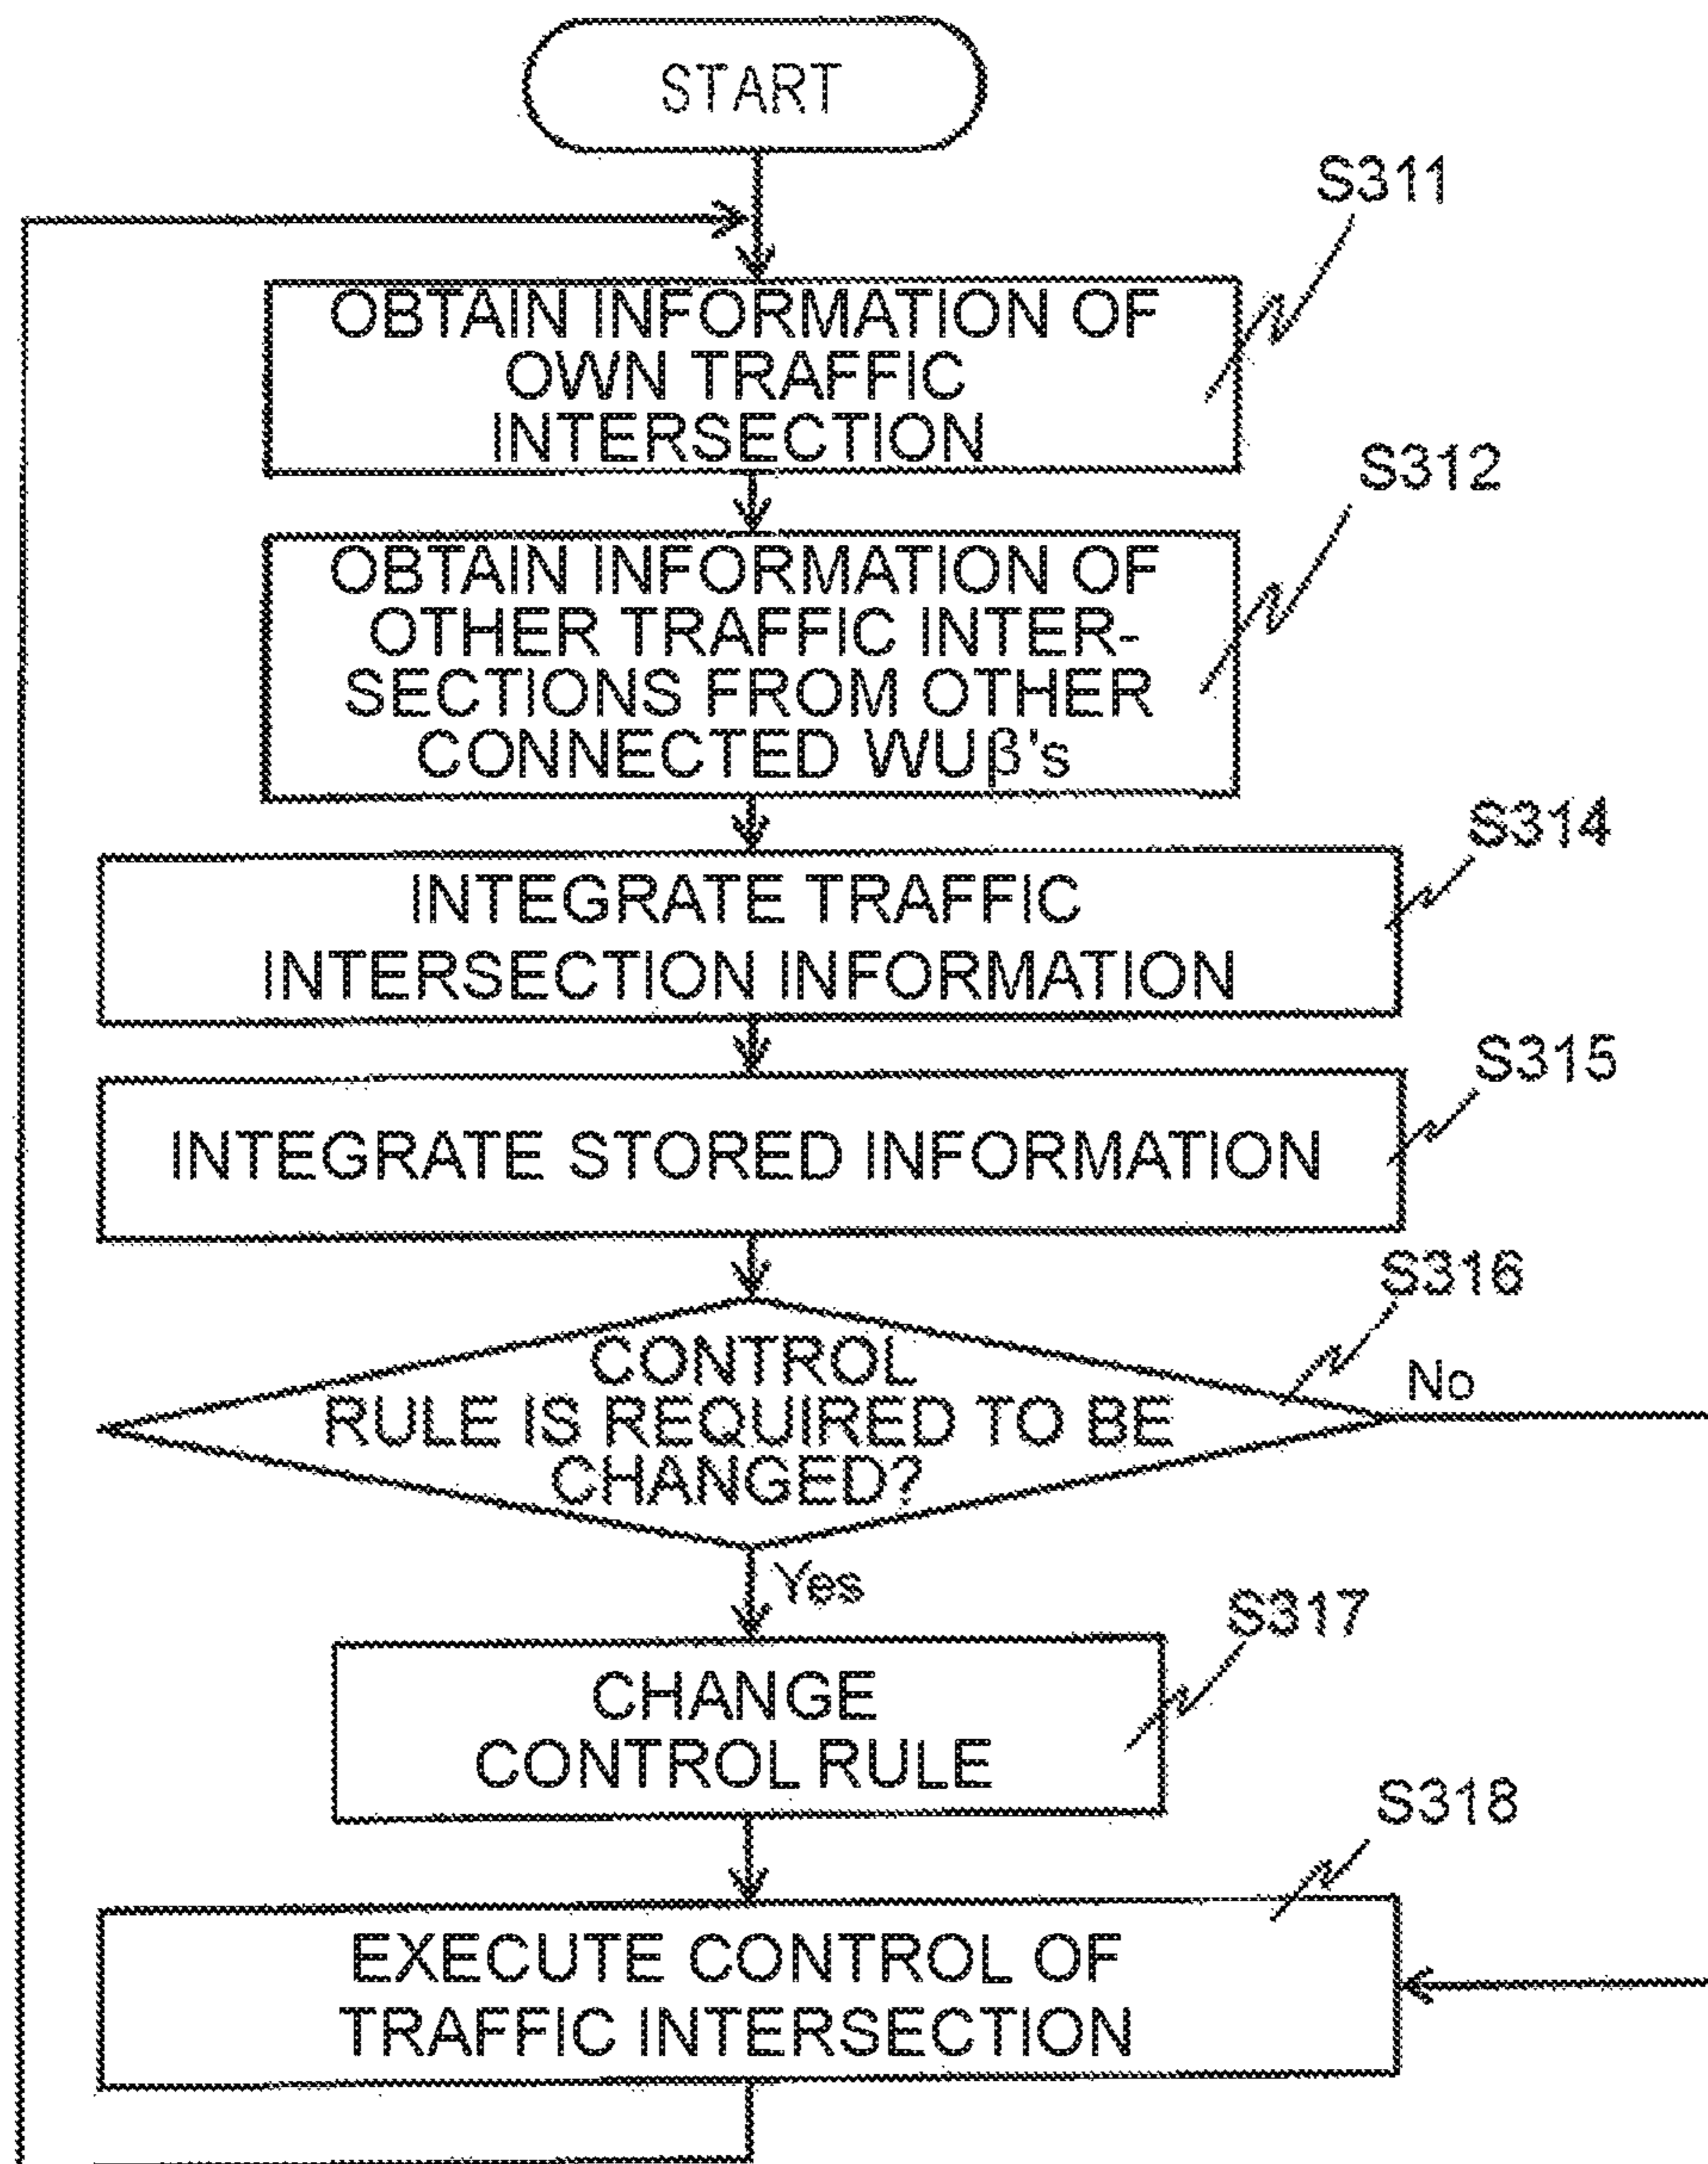 START
S311
OBTAIN INFORMATION OF
OWN TRAFFIC
INTERSECTION
S312
OBTAIN INFORMATION OF
OTHER TRAFFIC INTER-
SECTIONS FROM OTHER
CONNECTED WUβ's
S314
INTEGRATE TRAFFIC
INTERSECTION INFORMATION
S315
INTEGRATE STORED INFORMATION
S316
CONTROL
RULE IS REQUIRED TO BE
CHANGED?
No
Yes
S317
CHANGE
CONTROL RULE
S318
EXECUTE CONTROL OF
TRAFFIC INTERSECTION